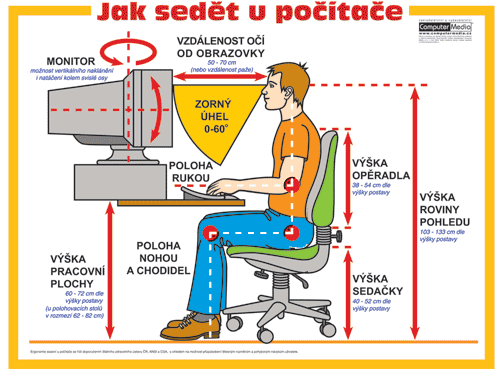 Jak sedět u počítače
ComputerMedia
www.computermedia.cz
MONITOR
možnost vertikálního naklánění
i natáčení kolem svislé osy
VZDÁLENOST OČÍ
OD OBRAZOVKY
50 - 70 cm
(nebo vzdálenost paže)
ZORNÝ
ÚHEL
0-60°
POLOHA
RUKOU
VÝŠKA
OPĚRADLA
38 - 54 cm dle
výšky postavy
VÝŠKA
ROVINY
POHLEDU
103 - 133 cm dle
výšky postavy
VÝŠKA
PRACOVNÍ
PLOCHY
60 - 72 cm dle
výšky postavy
(u polohosacích stolů
v rozmezí 62 - 82 cm)
POLOHA
NOHOU
A CHODIDEL
VÝŠKA
SEDAČKY
40 - 52 cm dle
výšky postavy